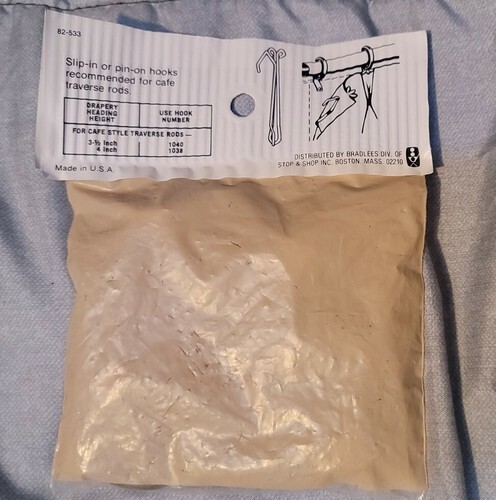 82-533
Slip-in or pin-on hooks
recommended for cafe
traverse rods.
DRAPERY HEADING HEIGHT USE HOOK NUMBER
FOR CAFE STYLE TRAVERSE RODS—
3-½ Inch 1040
4 Inch 1038
Made in U.S.A.
DISTRIBUTED BY BRADLEES DIV. OF
STOP & SHOP INC. BOSTON. MASS. 02210